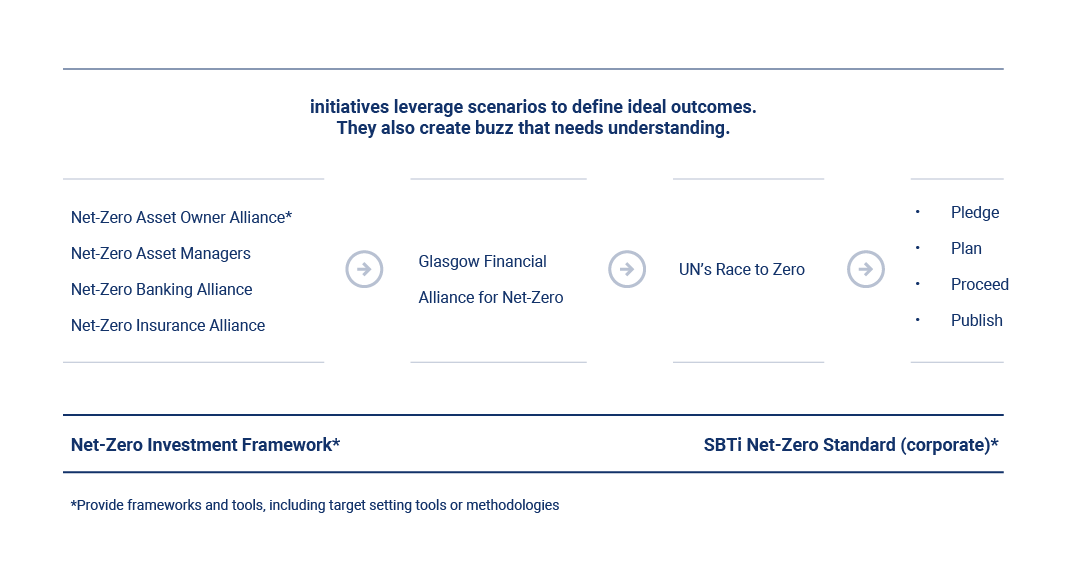 initiatives leverage scenarios to define ideal outcomes.
They also create buzz that needs understanding.
Net-Zero Asset Owner Alliance*
Net-Zero Asset Managers
Net-Zero Banking Alliance
Net-Zero Insurance Alliance
Glasgow Financial
Alliance for Net-Zero
UN’s Race to Zero
• Pledge
• Plan
• Proceed
• Publish
Net-Zero Investment Framework*
SBTi Net-Zero Standard (corporate)*
*Provide frameworks and tools, including target setting tools or methodologies